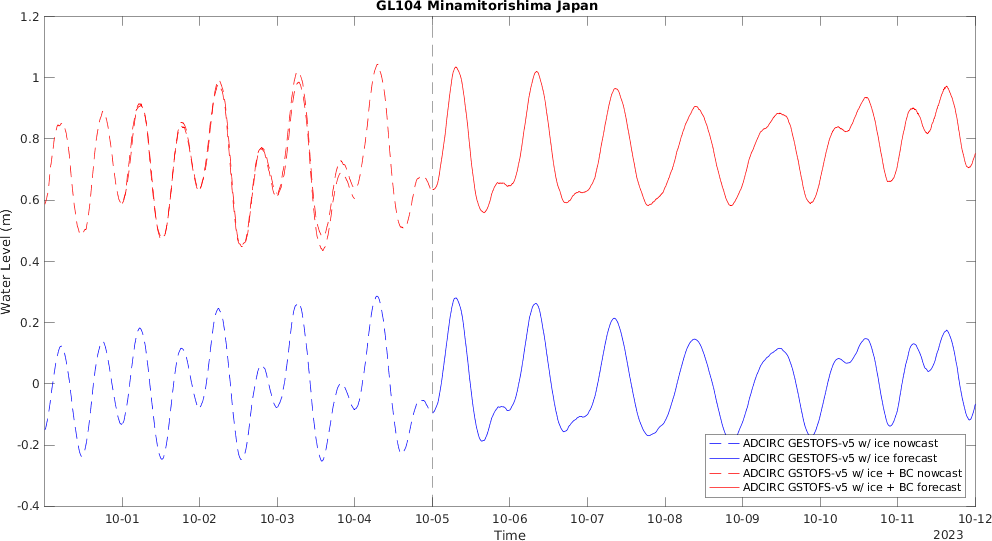 GL104 Minamitorishima Japan
1.2
1
0.8
0.6
0.4
0.2
0
-0.2
-0.4
Water Level (m)
ADCIRC GESTOFS-v5 w/ ice nowcast
ADCIRC GESTOFS-v5 w/ ice forecast
ADCIRC GSTOFS-v5 w/ ice + BC nowcast
ADCIRC GSTOFS-v5 w/ ice + BC forecast
10-01 10-02 10-03 10-04 10-05 10-06 10-07 10-08 10-09 10-10 10-11 10-12
Time
2023